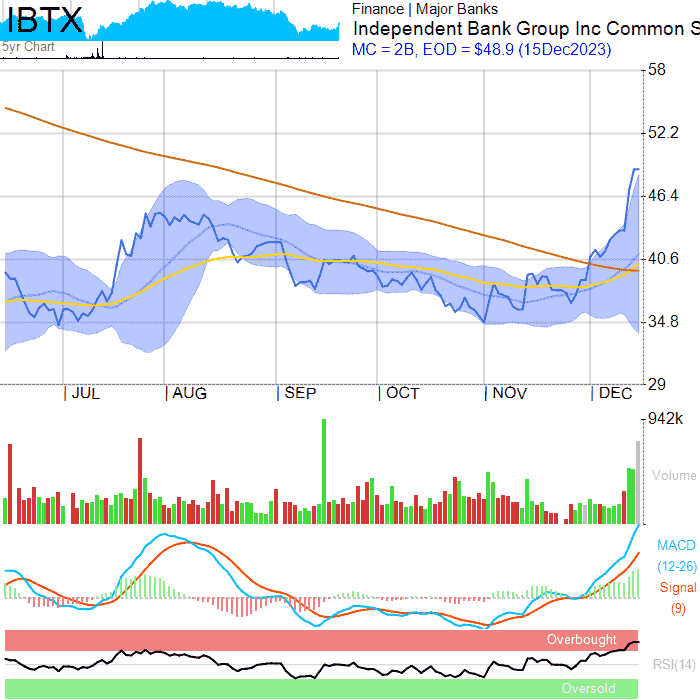 IBTX
5yr Chart
Finance | Major Banks
Independent Bank Group Inc Common S
MC = 2B, EOD = $48.9 (15Dec2023)
58
52.2
46.4
40.6
34.8
29
JUL AUG SEP OCT NOV DEC
942k
Volume
MACD
(12-26)
Signal
(9)
Overbought
RSI(14)
Oversold